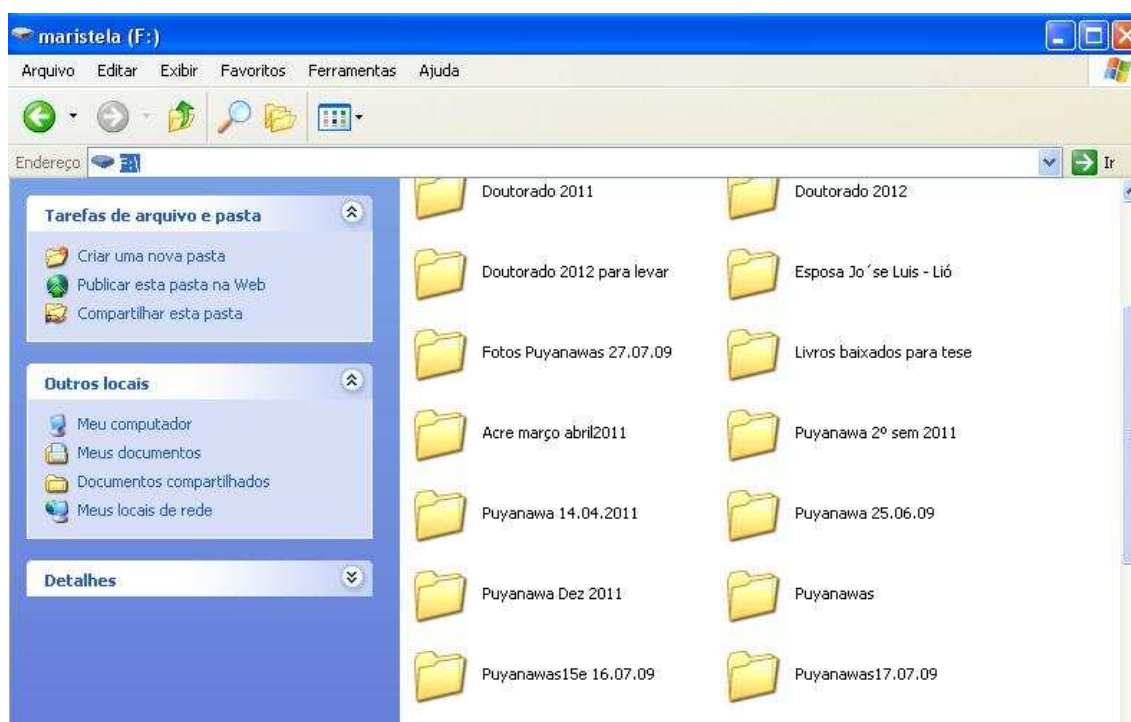 maristela (F:)
Arquivo Editar Exibir Favoritos Ferramentas Ajuda
Endereço F:\ Ir
Tarefas de arquivo e pasta
Criar uma nova pasta
Publicar esta pasta na Web
Compartilhar esta pasta
Outros locais
Meu computador
Meus documentos
Documentos compartilhados
Meus locais de rede
Detalhes
Doutorado 2011 Doutorado 2012
Doutorado 2012 para levar Esposa Jo´se Luis - Lió
Fotos Puyanawas 27.07.09 Livros baixados para tese
Acre março abril2011 Puyanawa 2º sem 2011
Puyanawa 14.04.2011 Puyanawa 25.06.09
Puyanawa Dez 2011 Puyanawas
Puyanawas15e 16.07.09 Puyanawas17.07.09